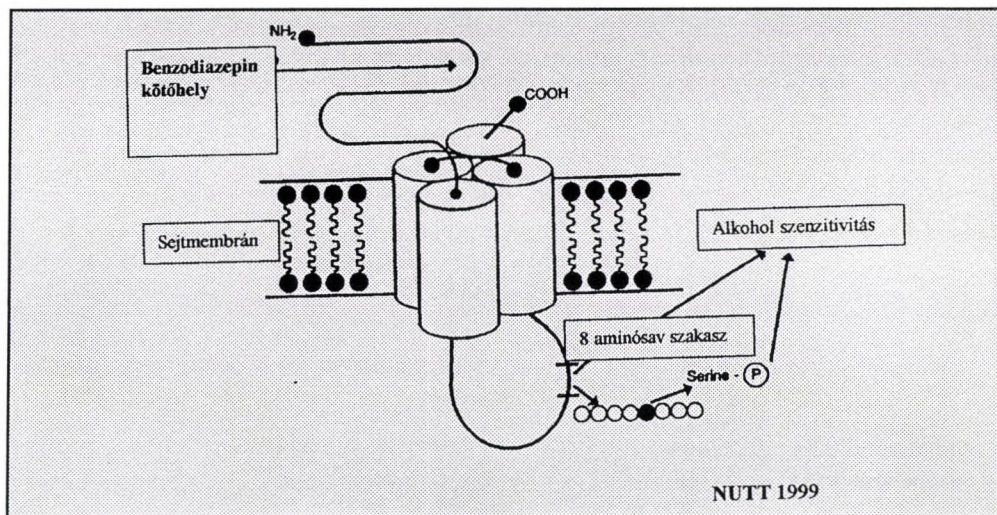 NH₂
Benzodiazepin
kötőhely
COOH
Sejtmembrán
Alkohol szenzitivitás
8 aminósav szakasz
Serine - P
NUTT 1999